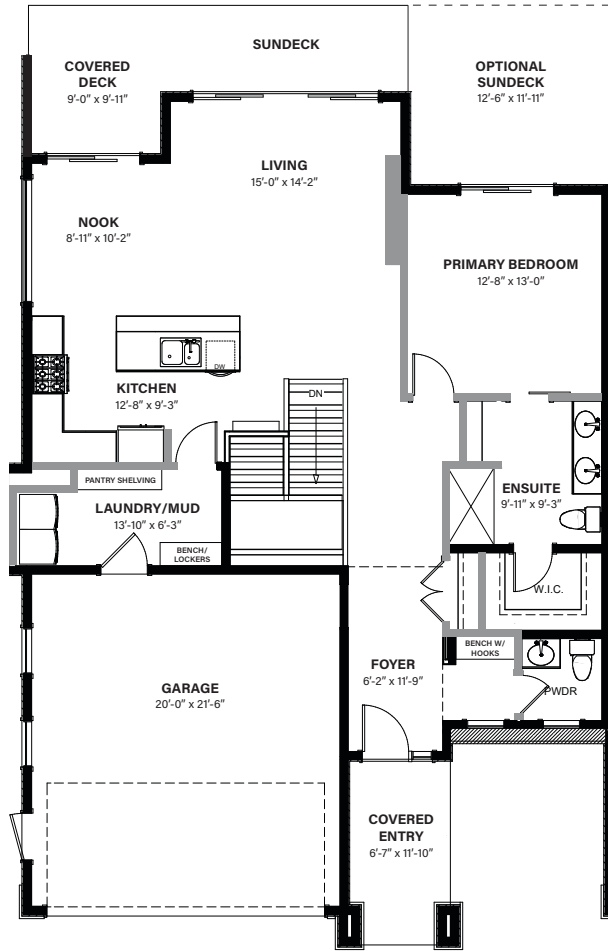 SUNDECK
COVERED
DECK
9'-0" x 9'-11"
OPTIONAL
SUNDECK
12'-6" x 11'-11"
LIVING
15'-0" x 14'-2"
NOOK
8'-11" x 10'-2"
PRIMARY BEDROOM
12'-8" x 13'-0"
DW
KITCHEN
12'-8" x 9'-3"
DN
PANTRY SHELVING
LAUNDRY/MUD
13'-10" x 6'-3"
BENCH/
LOCKERS
ENSUITE
9'-11" x 9'-3"
W.I.C.
BENCH W/
HOOKS
FOYER
6'-2" x 11'-9"
PWDR
GARAGE
20'-0" x 21'-6"
COVERED
ENTRY
6'-7" x 11'-10"